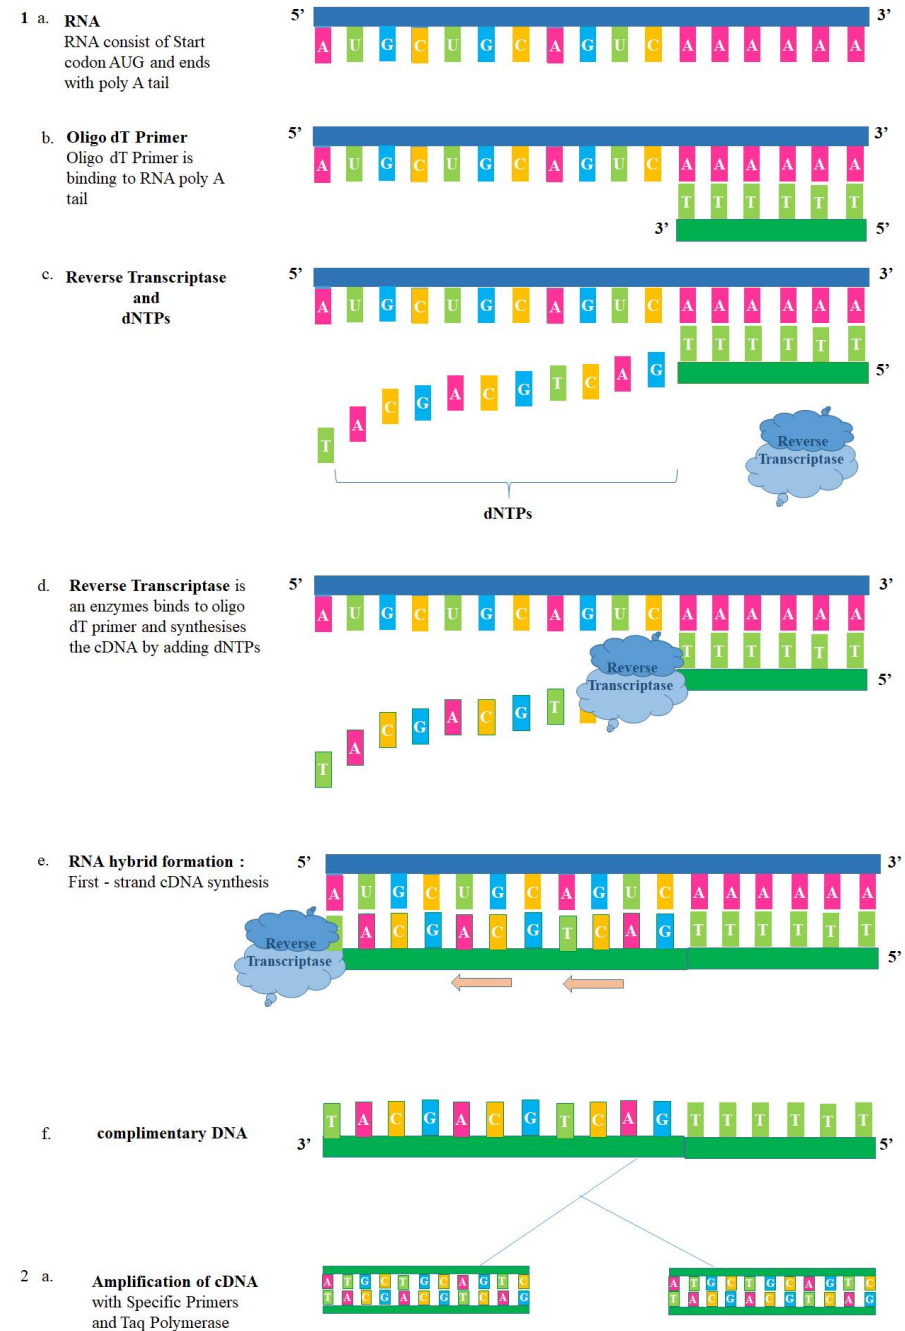 1 a. RNA
RNA consist of Start
codon AUG and ends
with poly A tail
5’ 3’
A U G C U G C A G U C A A A A A A
b. Oligo dT Primer
Oligo dT Primer is
binding to RNA poly A
tail
5’ 3’
A U G C U G C A G U C A A A A A A
T T T T T T
3’ 5’
c. Reverse Transcriptase
and
dNTPs
5’ 3’
A U G C U G C A G U C A A A A A A
T T T T T T
5’
T A C G A C G T C A G
Reverse
Transcriptase
dNTPs
d. Reverse Transcriptase is
an enzymes binds to oligo
dT primer and synthesises
the cDNA by adding dNTPs
5’ 3’
A U G C U G C A G U C A A A A A A
T T T T T T
5’
Reverse
Transcriptase
T A C G A C G T
e. RNA hybrid formation :
First - strand cDNA synthesis
5’ 3’
A U G C U G C A G U C A A A A A A
A C G A C G T C A G T T T T T T
5’
Reverse
Transcriptase
f. complimentary DNA
T A C G A C G T C A G T T T T T T
3’ 5’
2 a. Amplification of cDNA
with Specific Primers
and Taq Polymerase
A T G C T G C A G T C
T A C G A C G T C A G
A T G C T G C A G T C
T A C G A C G T C A G